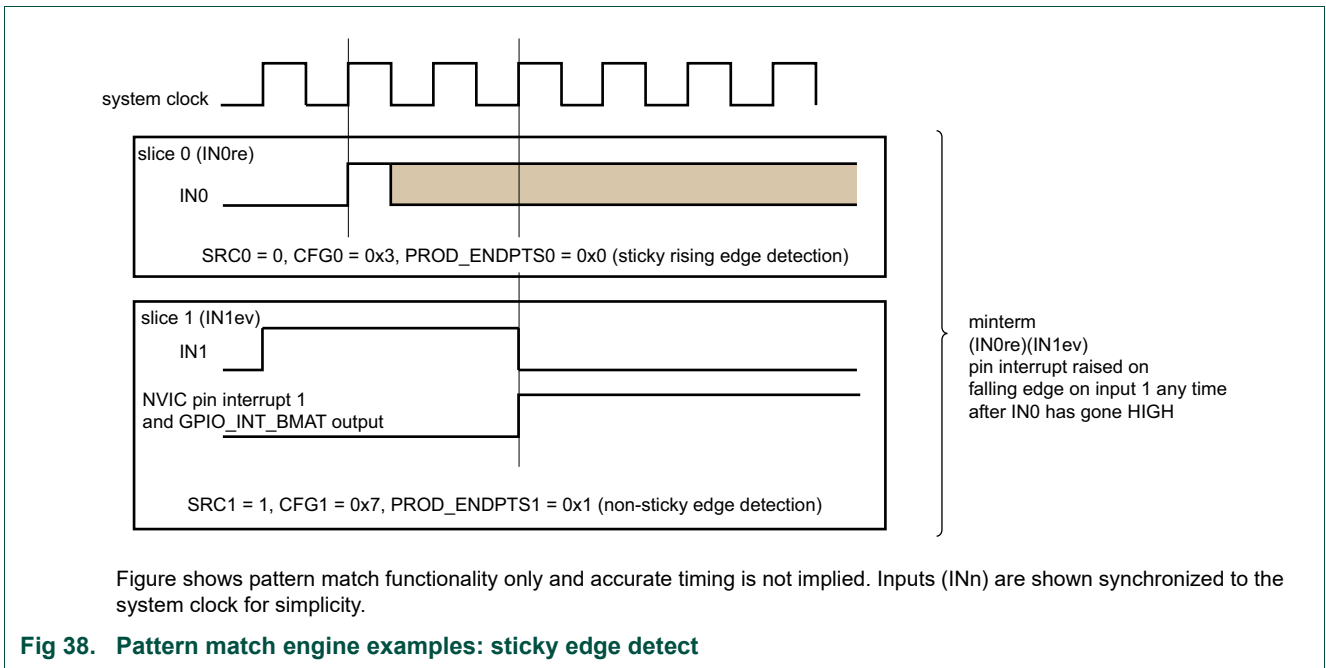 system clock
slice 0 (IN0re)
IN0
SRC0 = 0, CFG0 = 0x3, PROD_ENDPTS0 = 0x0 (sticky rising edge detection)
slice 1 (IN1ev)
IN1
NVIC pin interrupt 1
and GPIO_INT_BMAT output
SRC1 = 1, CFG1 = 0x7, PROD_ENDPTS1 = 0x1 (non-sticky edge detection)
minterm
(IN0re)(IN1ev)
pin interrupt raised on
falling edge on input 1 any time
after IN0 has gone HIGH
Figure shows pattern match functionality only and accurate timing is not implied. Inputs (INn) are shown synchronized to the
system clock for simplicity.
Fig 38. Pattern match engine examples: sticky edge detect